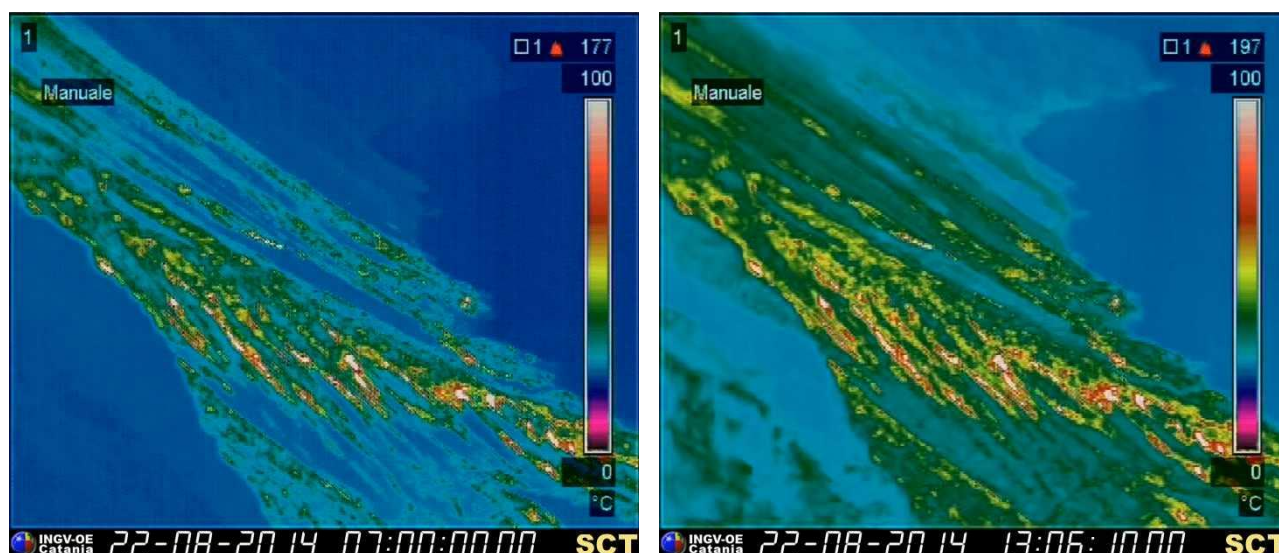 1
□1 177
100
Manuale
0
°C
INGV-OE
Catania
22-08-2014 07:00:00.00
SCT
1
□1 197
100
Manuale
0
°C
INGV-OE
Catania
22-08-2014 13:06:10.00
SCT